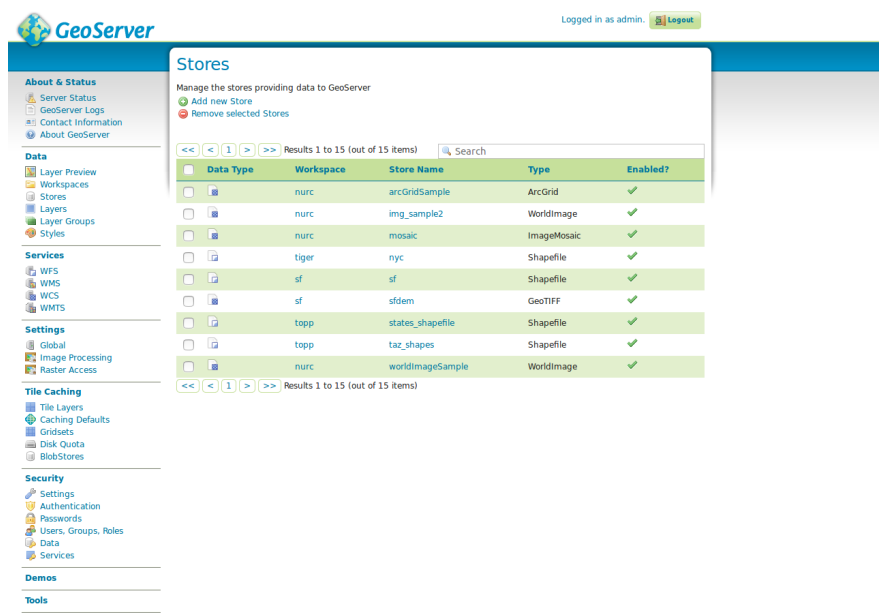 GeoServer
Logged in as admin. Logout
About & Status
Server Status
GeoServer Logs
Contact Information
About GeoServer
Data
Layer Preview
Workspaces
Stores
Layers
Layer Groups
Styles
Services
WFS
WMS
WCS
WMTS
Settings
Global
Image Processing
Raster Access
Tile Caching
Tile Layers
Caching Defaults
Gridsets
Disk Quota
BlobStores
Security
Settings
Authentication
Passwords
Users, Groups, Roles
Data
Services
Demos
Tools
Stores
Manage the stores providing data to GeoServer
Add new Store
Remove selected Stores
<< < 1 > >> Results 1 to 15 (out of 15 items) Search
Data Type Workspace Store Name Type Enabled?
nurc arcGridSample ArcGrid
nurc img_sample2 WorldImage
nurc mosaic ImageMosaic
tiger nyc Shapefile
sf sf Shapefile
sf sfdem GeoTIFF
topp states_shapefile Shapefile
topp taz_shapes Shapefile
nurc worldImageSample WorldImage
<< < 1 > >> Results 1 to 15 (out of 15 items)